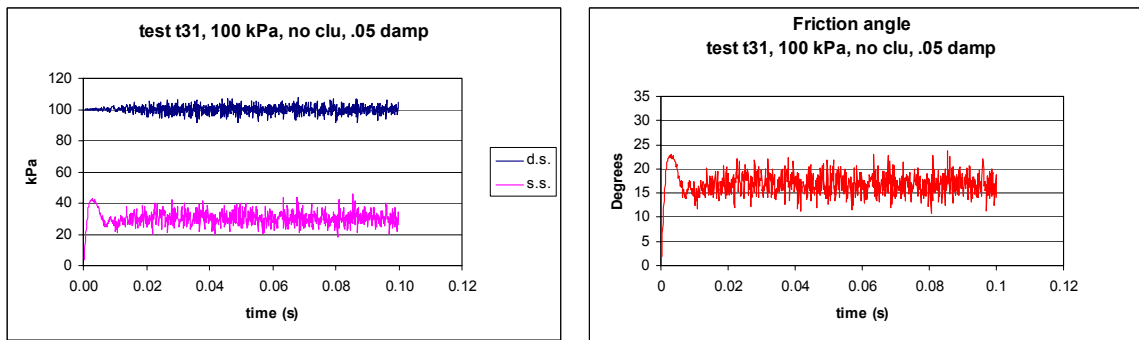 test t31, 100 kPa, no clu, .05 damp
kPa
120
100
80
60
40
20
0
0.00 0.02 0.04 0.06 0.08 0.10 0.12
time (s)
d.s.
s.s.
Friction angle
test t31, 100 kPa, no clu, .05 damp
Degrees
35
30
25
20
15
10
5
0
0 0.02 0.04 0.06 0.08 0.1 0.12
time (s)